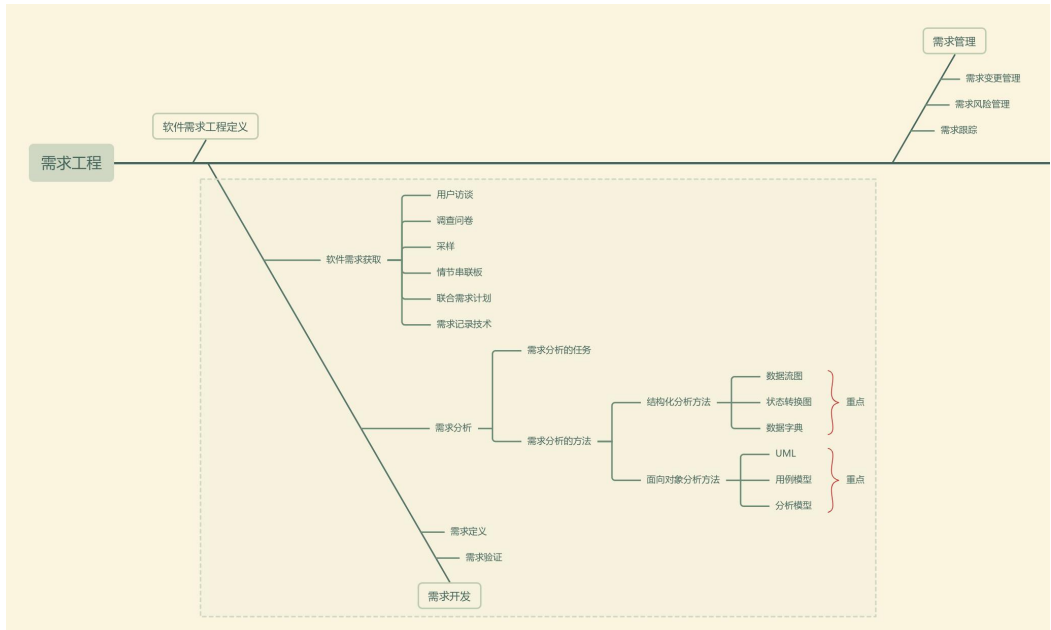 需求工程
软件需求工程定义
需求管理
需求变更管理
需求风险管理
需求跟踪
软件需求获取
用户访谈
调查问卷
采样
情节串联板
联合需求计划
需求记录技术
需求分析
需求分析的任务
需求分析的方法
结构化分析方法
数据流图
状态转换图
数据字典
重点
面向对象分析方法
UML
用例模型
分析模型
重点
需求定义
需求验证
需求开发